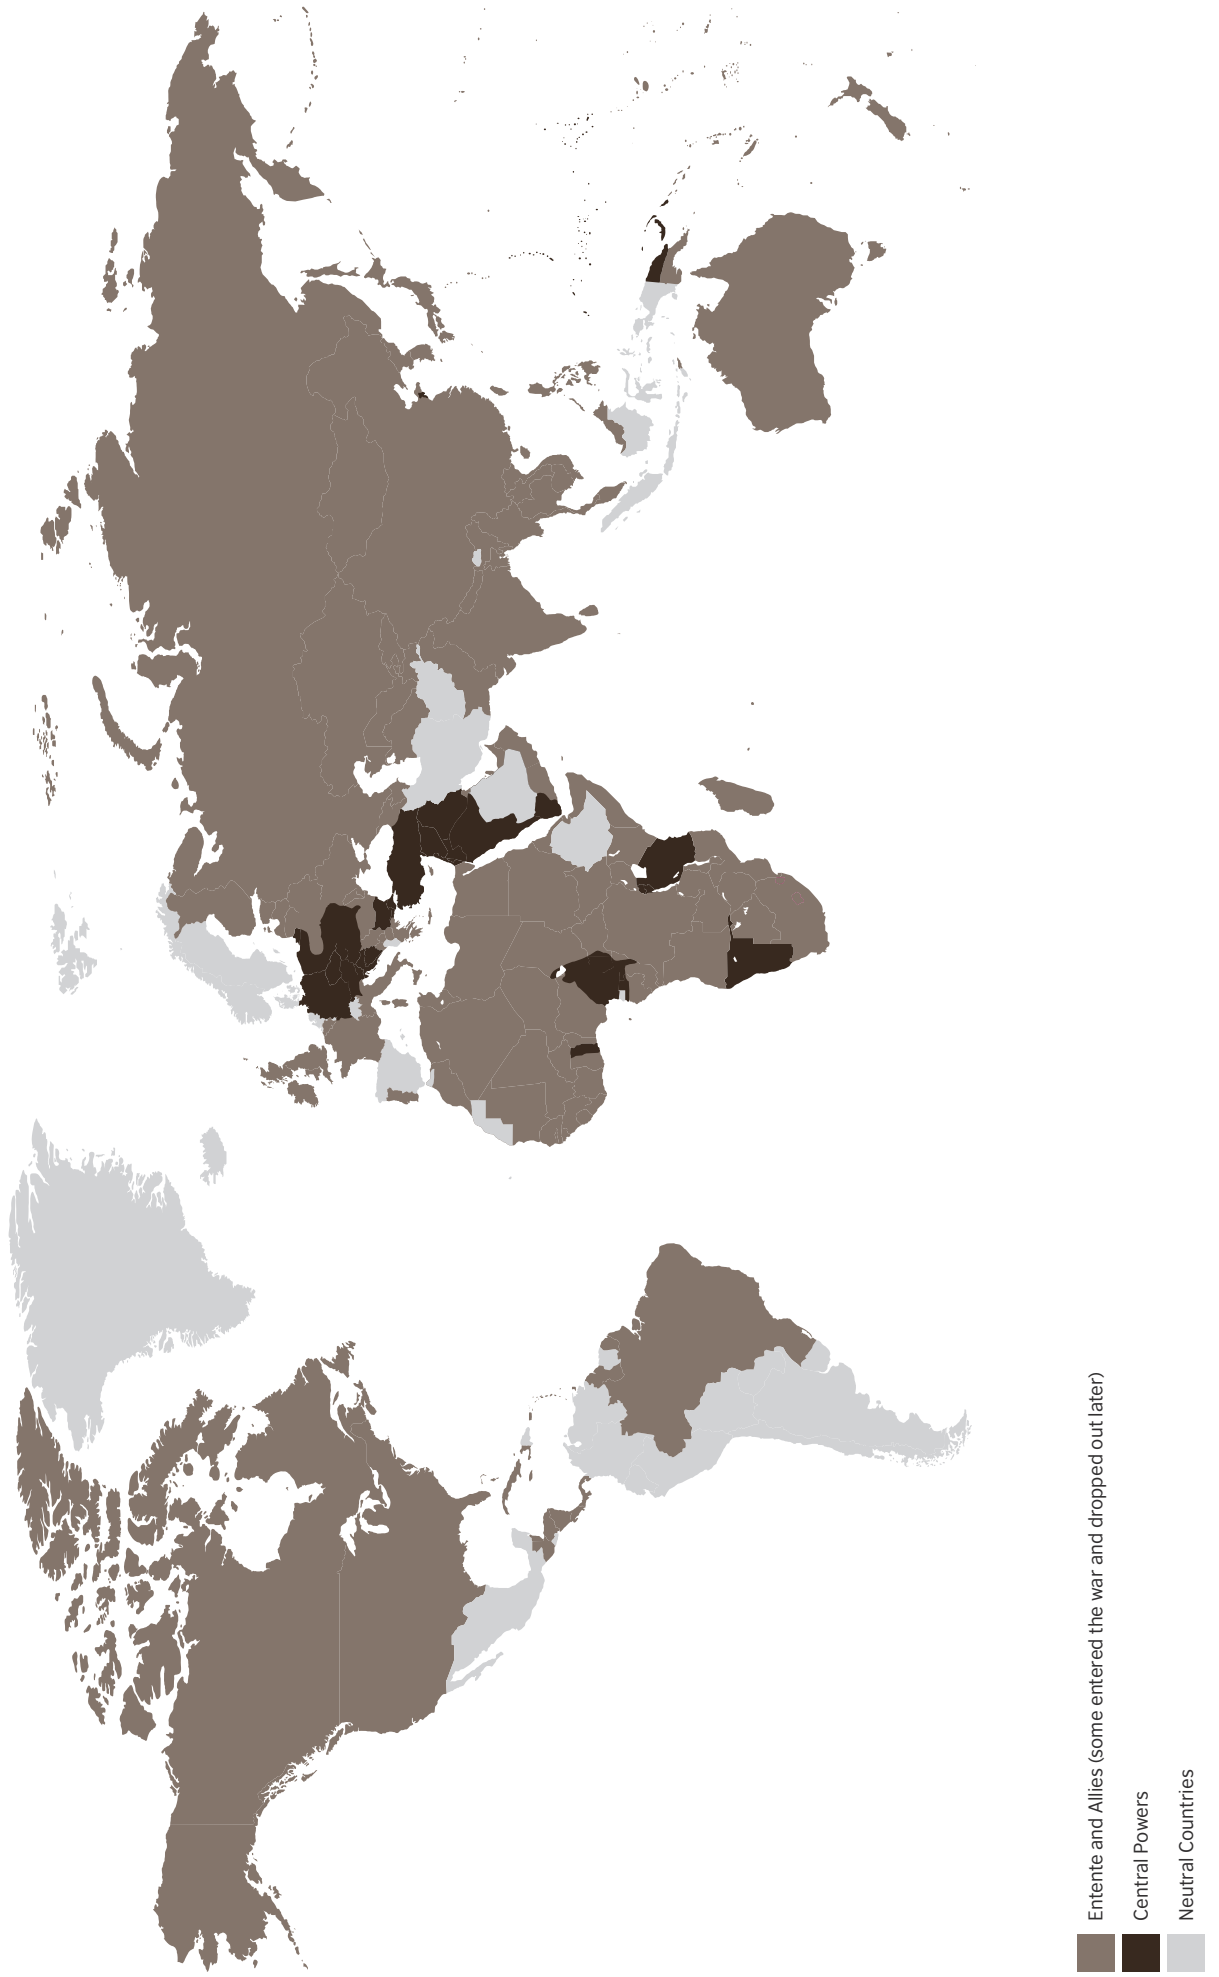 Entente and Allies (some entered the war and dropped out later)
Central Powers
Neutral Countries